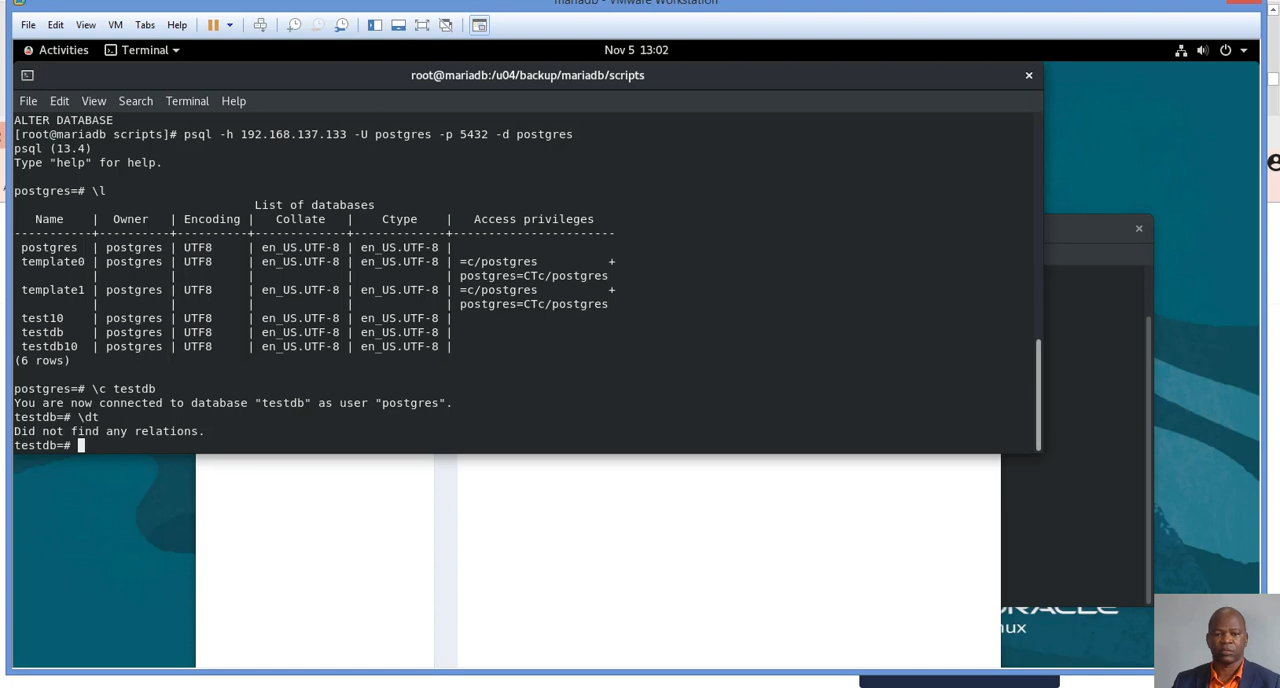 mariadb - VMware Workstation
File Edit View VM Tabs Help
Activities Terminal Nov 5 13:02
root@mariadb:/u04/backup/mariadb/scripts
File Edit View Search Terminal Help
ALTER DATABASE
[root@mariadb scripts]# psql -h 192.168.137.133 -U postgres -p 5432 -d postgres
psql (13.4)
Type "help" for help.
postgres=# \l
List of databases
Name | Owner | Encoding | Collate | Ctype | Access privileges
-----------+----------+----------+-------------+-------------+-----------------------
postgres | postgres | UTF8 | en_US.UTF-8 | en_US.UTF-8 |
template0 | postgres | UTF8 | en_US.UTF-8 | en_US.UTF-8 | =c/postgres +
| | | | | postgres=CTc/postgres
template1 | postgres | UTF8 | en_US.UTF-8 | en_US.UTF-8 | =c/postgres +
| | | | | postgres=CTc/postgres
test10 | postgres | UTF8 | en_US.UTF-8 | en_US.UTF-8 |
testdb | postgres | UTF8 | en_US.UTF-8 | en_US.UTF-8 |
testdb10 | postgres | UTF8 | en_US.UTF-8 | en_US.UTF-8 |
(6 rows)
postgres=# \c testdb
You are now connected to database "testdb" as user "postgres".
testdb=# \dt
Did not find any relations.
testdb=#